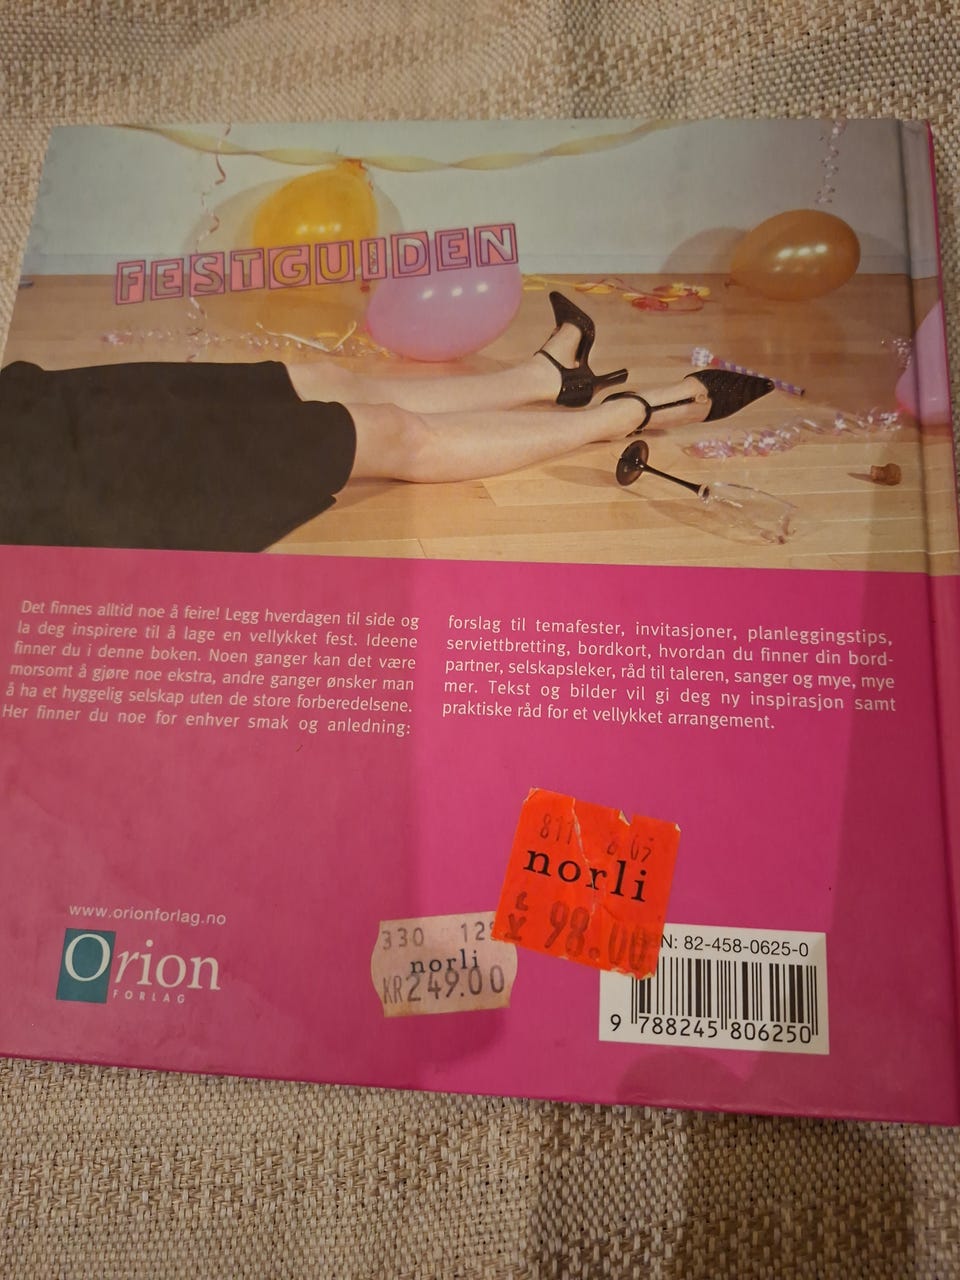 FESTGUIDEN
Det finnes alltid noe å feire! Legg hverdagen til side og
la deg inspirere til å lage en vellykket fest. Ideene
finner du i denne boken. Noen ganger kan det være
morsomt å gjøre noe ekstra, andre ganger ønsker man
å ha et hyggelig selskap uten de store forberedelsene.
Her finner du noe for enhver smak og anledning:
forslag til temafester, invitasjoner, planleggingstips,
serviettbretting, bordkort, hvordan du finner din bord-
partner, selskapsleker, råd til taleren, sanger og mye, mye
mer. Tekst og bilder vil gi deg ny inspirasjon samt
praktiske råd for et vellykket arrangement.
811
norli
98.00
www.orionforlag.no
Orion
FORLAG
330 128
norli
KR249.00
N: 82-458-0625-0
9 788245 806250